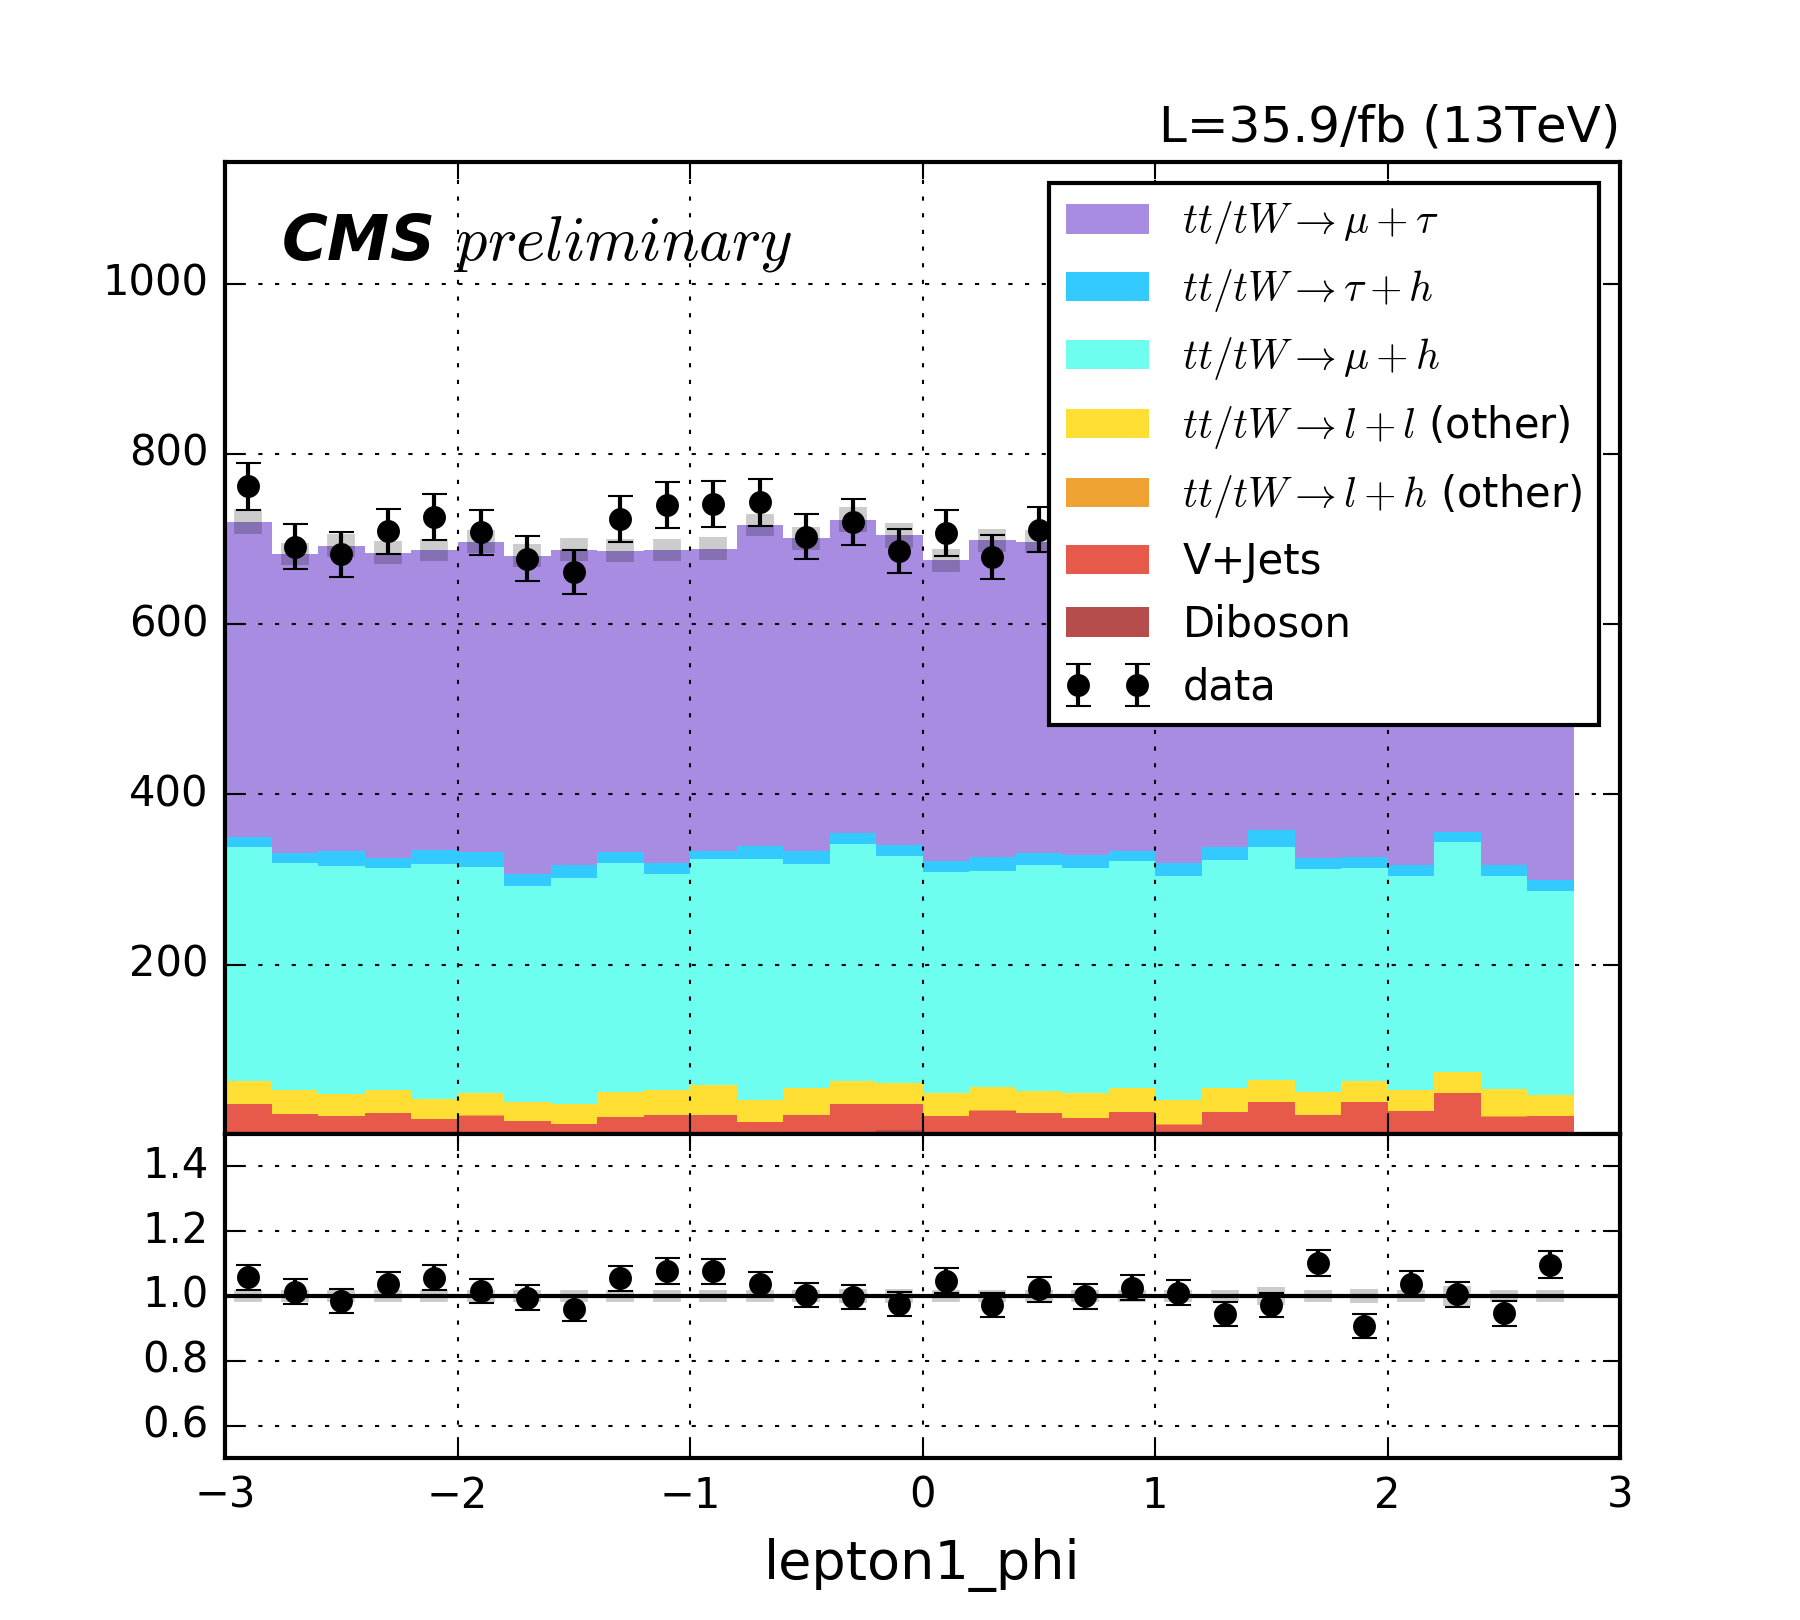 L=35.9/fb (13TeV)
CMS preliminary
tt/tW→μ+τ
tt/tW→τ+h
tt/tW→μ+h
tt/tW→l+l (other)
tt/tW→l+h (other)
V+Jets
Diboson
data
1000
800
600
400
200
1.4
1.2
1.0
0.8
0.6
−3 −2 −1 0 1 2 3
lepton1_phi